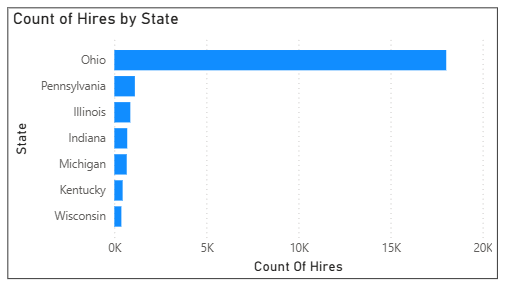 Count of Hires by State
State
Ohio
Pennsylvania
Illinois
Indiana
Michigan
Kentucky
Wisconsin
0K 5K 10K 15K 20K
Count Of Hires